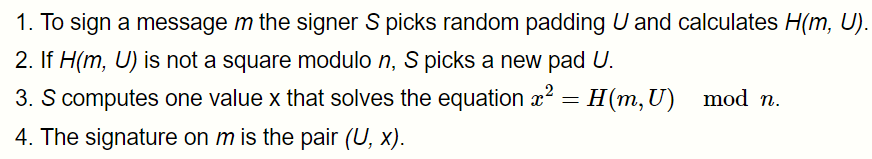 1. To sign a message m the signer S picks random padding U and calculates H(m, U).
2. If H(m, U) is not a square modulo n, S picks a new pad U.
3. S computes one value x that solves the equation x² = H(m, U) mod n.
4. The signature on m is the pair (U, x).